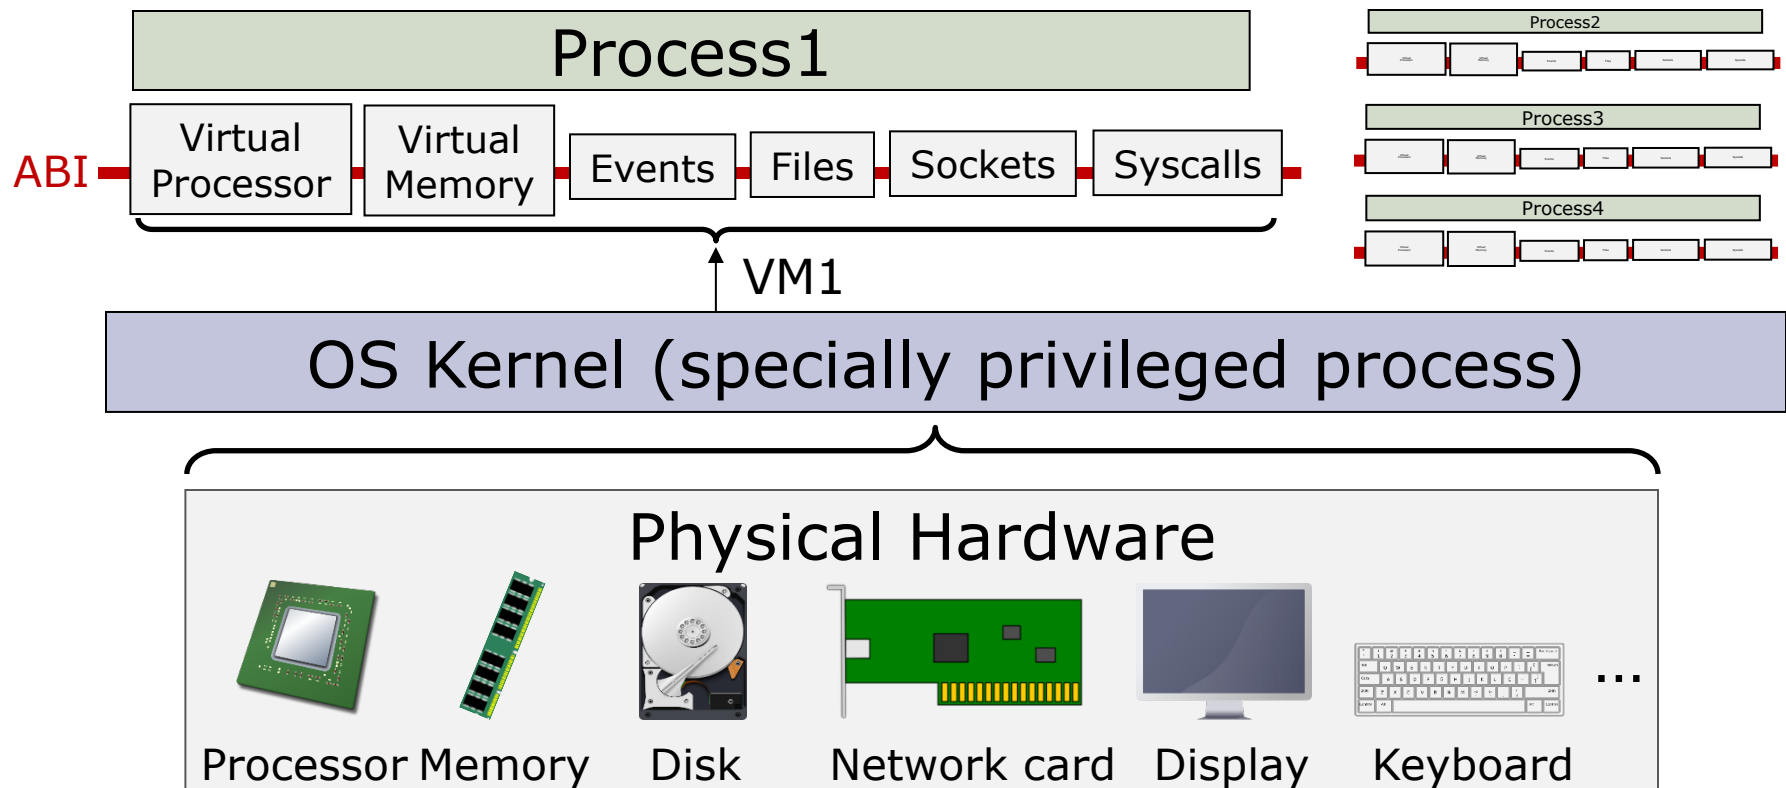 Process1
ABI
Virtual
Processor
Virtual
Memory
Events
Files
Sockets
Syscalls
VM1
Process2
Process3
Process4
OS Kernel (specially privileged process)
Physical Hardware
Processor
Memory
Disk
Network card
Display
Keyboard
...